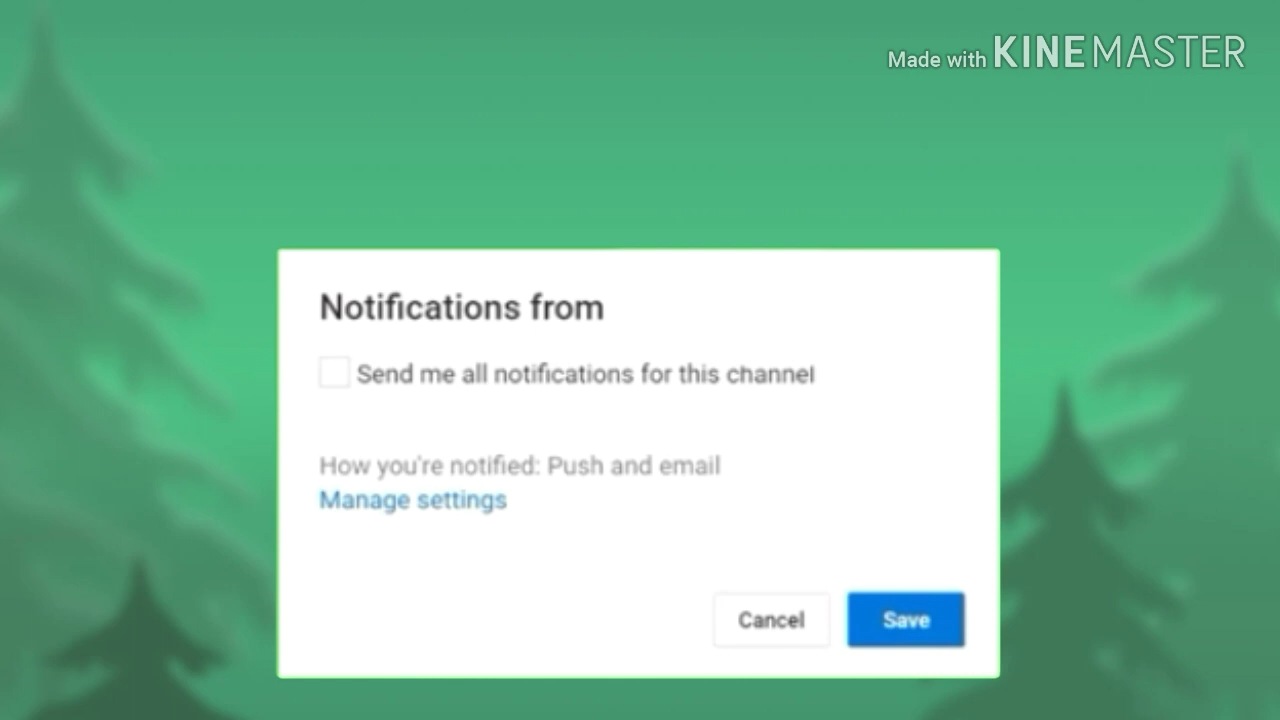 Made with KINEMASTER
Notifications from
Send me all notifications for this channel
How you're notified: Push and email
Manage settings
Cancel Save